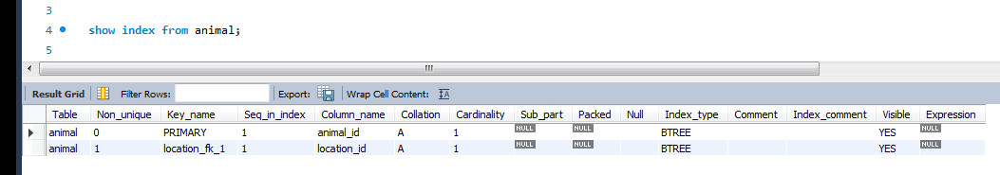 3
4 show index from animal;
5
Result Grid Filter Rows: Export: Wrap Cell Content: IA
Table Non_unique Key_name Seq_in_index Column_name Collation Cardinality Sub_part Packed Null Index_type Comment Index_comment Visible Expression
animal 0 PRIMARY 1 animal_id A 1 NULL NULL BTREE YES NULL
animal 1 location_fk_1 1 location_id A 1 NULL NULL BTREE YES NULL